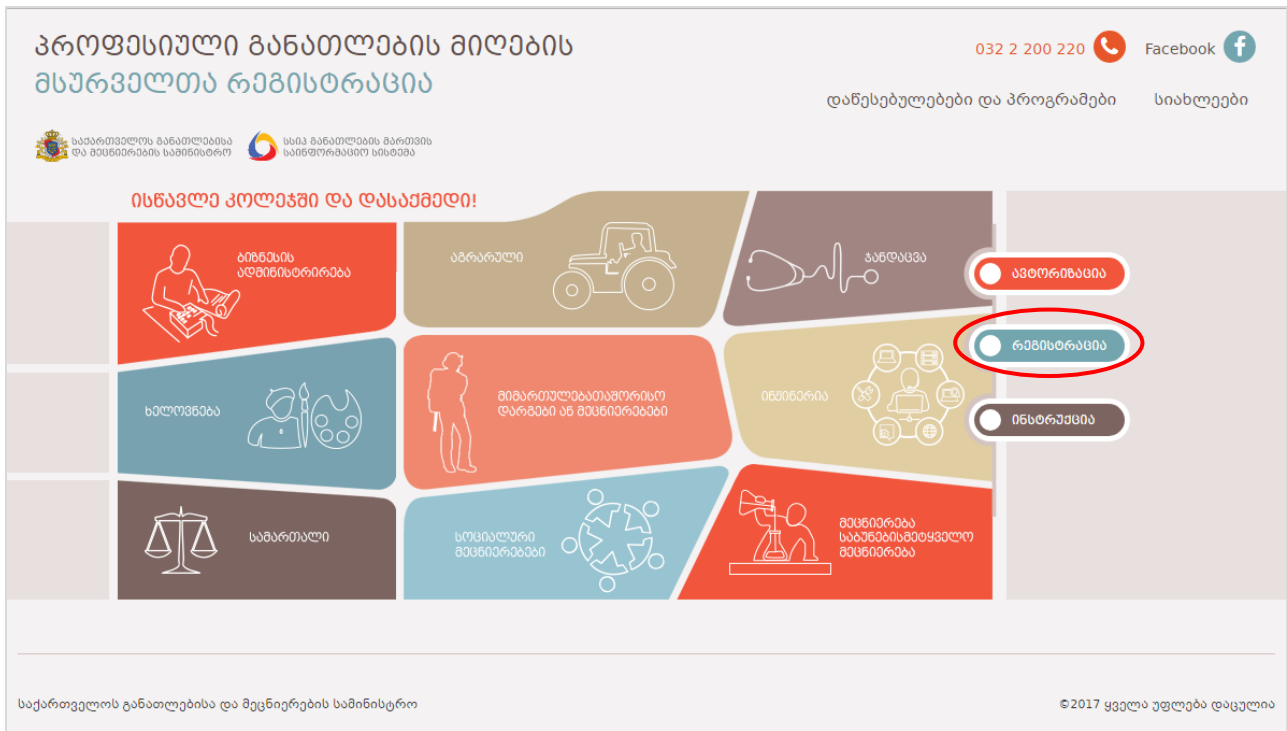 პროფესიული განათლების მიღების
მსურველთა რეგისტრაცია
032 2 200 220
Facebook
დაწესებულებები და პროგრამები
სიახლეები
საქართველოს განათლებისა
და მეცნიერების სამინისტრო
სსიპ განათლების მართვის
საინფორმაციო სისტემა
ისწავლე კოლეჯში და დასაქმედი!
ბიზნესის
ადმინისტრირება
აგრარული
ჯანდაცვა
ავტორიზაცია
რეგისტრაცია
ხელოვნება
მიმართულებათაშორისო
დარგები ან მეცნიერებები
ინჟინერია
ინსტრუქცია
სამართალი
სოციალური
მეცნიერებები
მეცნიერება
საბუნებისმეტყველო
მეცნიერება
საქართველოს განათლებისა და მეცნიერების სამინისტრო
©2017 ყველა უფლება დაცულია